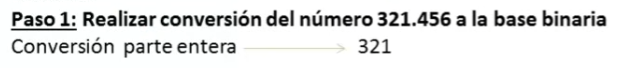 Paso 1: Realizar conversión del número 321.456 a la base binaria
Conversión parte entera 321